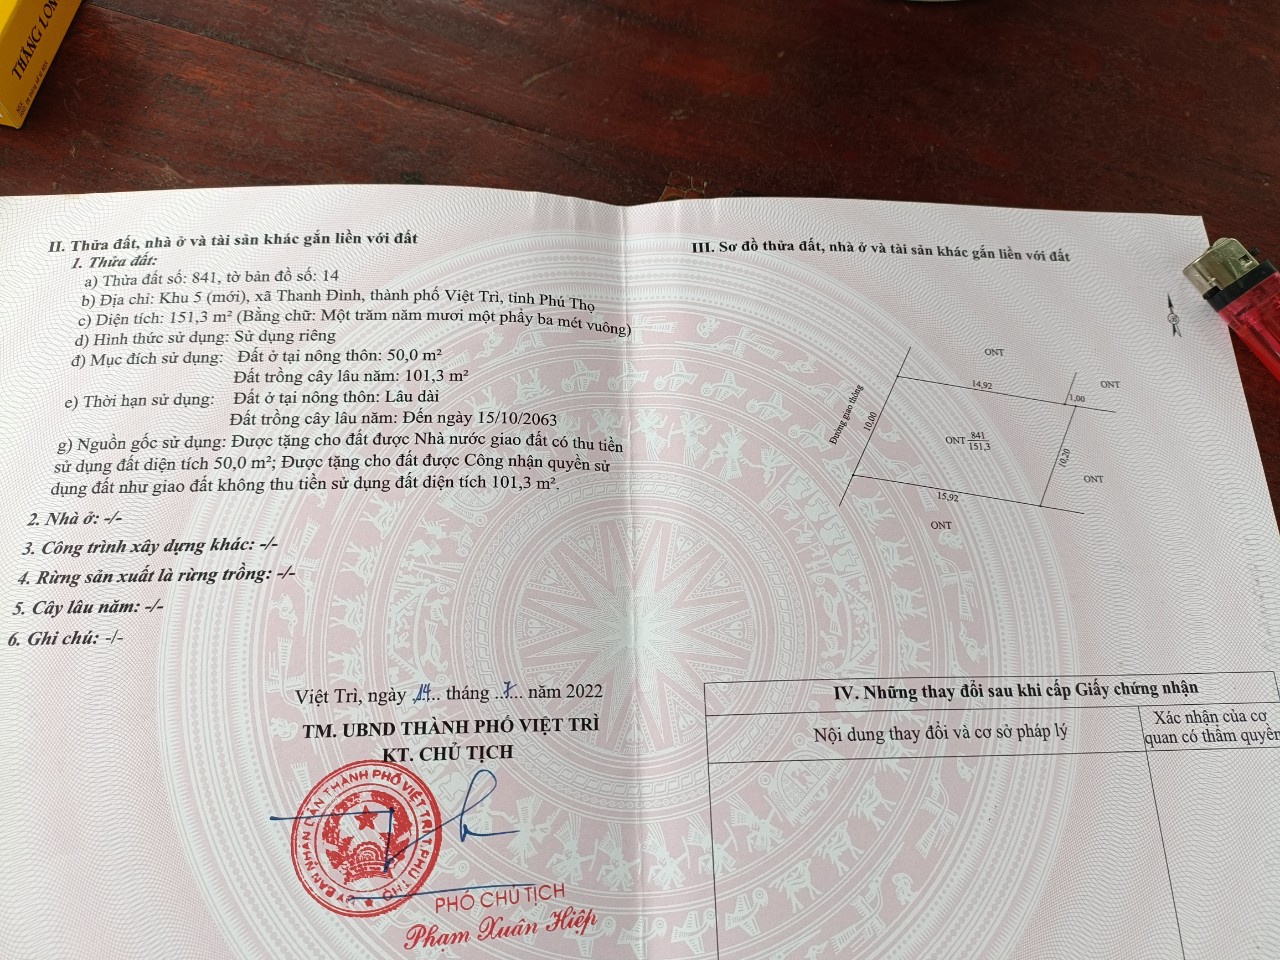 THĂNG LONG
II. Thửa đất, nhà ở và tài sản khác gắn liền với đất
1. Thửa đất:
a) Thửa đất số: 841, tờ bản đồ số: 14
b) Địa chỉ: Khu 5 (mới), xã Thanh Đình, thành phố Việt Trì, tỉnh Phú Thọ
c) Diện tích: 151,3 m² (Bằng chữ: Một trăm năm mươi một phẩy ba mét vuông)
d) Hình thức sử dụng: Sử dụng riêng
đ) Mục đích sử dụng: Đất ở tại nông thôn: 50,0 m²
Đất trồng cây lâu năm: 101,3 m²
e) Thời hạn sử dụng: Đất ở tại nông thôn: Lâu dài
Đất trồng cây lâu năm: Đến ngày 15/10/2063
g) Nguồn gốc sử dụng: Được tặng cho đất được Nhà nước giao đất có thu tiền
sử dụng đất diện tích 50,0 m²; Được tặng cho đất được Công nhận quyền sử
dụng đất như giao đất không thu tiền sử dụng đất diện tích 101,3 m².
2. Nhà ở: -/-
3. Công trình xây dựng khác: -/-
4. Rừng sản xuất là rừng trồng: -/-
5. Cây lâu năm: -/-
6. Ghi chú: -/-
Việt Trì, ngày 14 tháng 7 năm 2022
TM. UBND THÀNH PHỐ VIỆT TRÌ
KT. CHỦ TỊCH
ỦY BAN NHÂN DÂN THÀNH PHỐ VIỆT TRÌ T. PHÚ THỌ
PHÓ CHỦ TỊCH
Phạm Xuân Hiệp
III. Sơ đồ thửa đất, nhà ở và tài sản khác gắn liền với đất
ONT
14,92
ONT
1,00
Đường giao thông
10,00
ONT 841
151,3
10,20
ONT
15,92
ONT
IV. Những thay đổi sau khi cấp Giấy chứng nhận
Nội dung thay đổi và cơ sở pháp lý
Xác nhận của cơ
quan có thẩm quyền